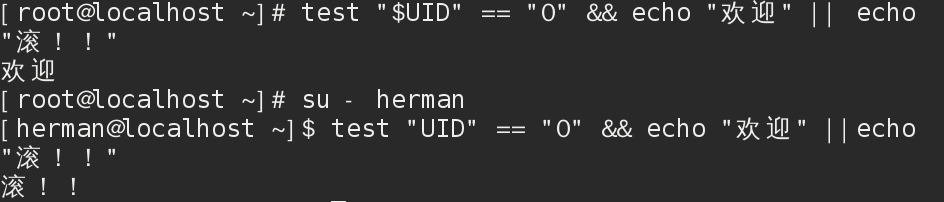 [root@localhost ~]# test "$UID" == "0" && echo "欢迎" || echo
"滚！！"
欢迎
[root@localhost ~]# su - herman
[herman@localhost ~]$ test "UID" == "0" && echo "欢迎" ||echo
"滚！！"
滚！！